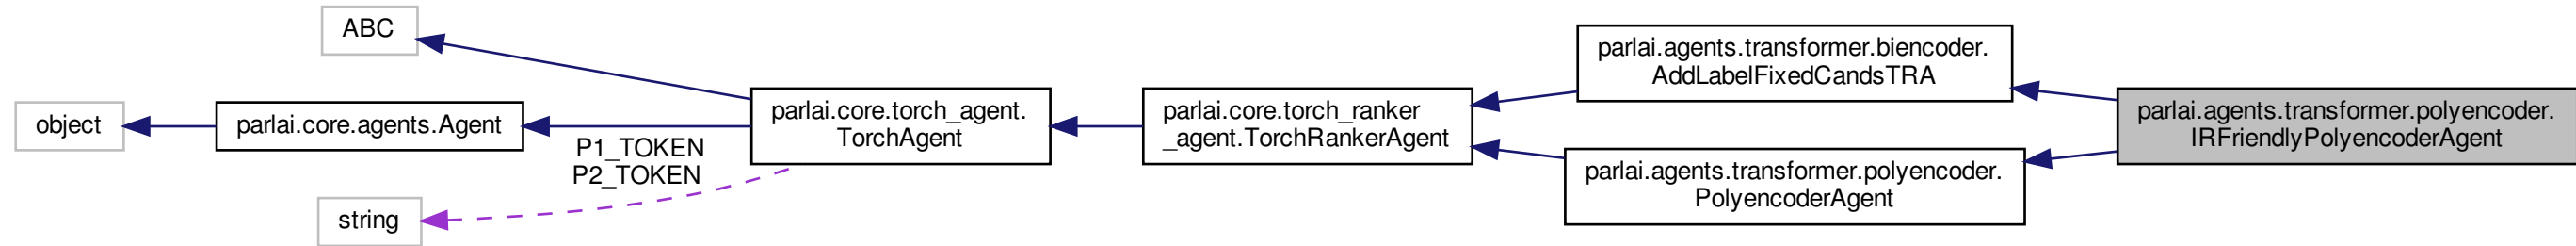 ABC
object
parlai.core.agents.Agent
P1_TOKEN
P2_TOKEN
string
parlai.core.torch_agent.
TorchAgent
parlai.core.torch_ranker
_agent.TorchRankerAgent
parlai.agents.transformer.biencoder.
AddLabelFixedCandsTRA
parlai.agents.transformer.polyencoder.
PolyencoderAgent
parlai.agents.transformer.polyencoder.
IRFriendlyPolyencoderAgent